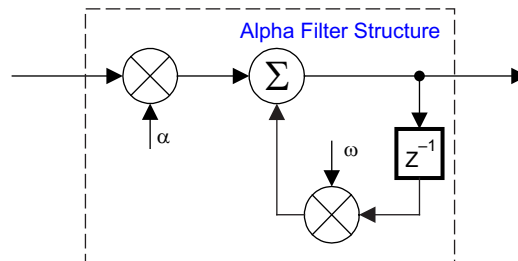 Alpha Filter Structure
Σ
α
ω
Z⁻¹